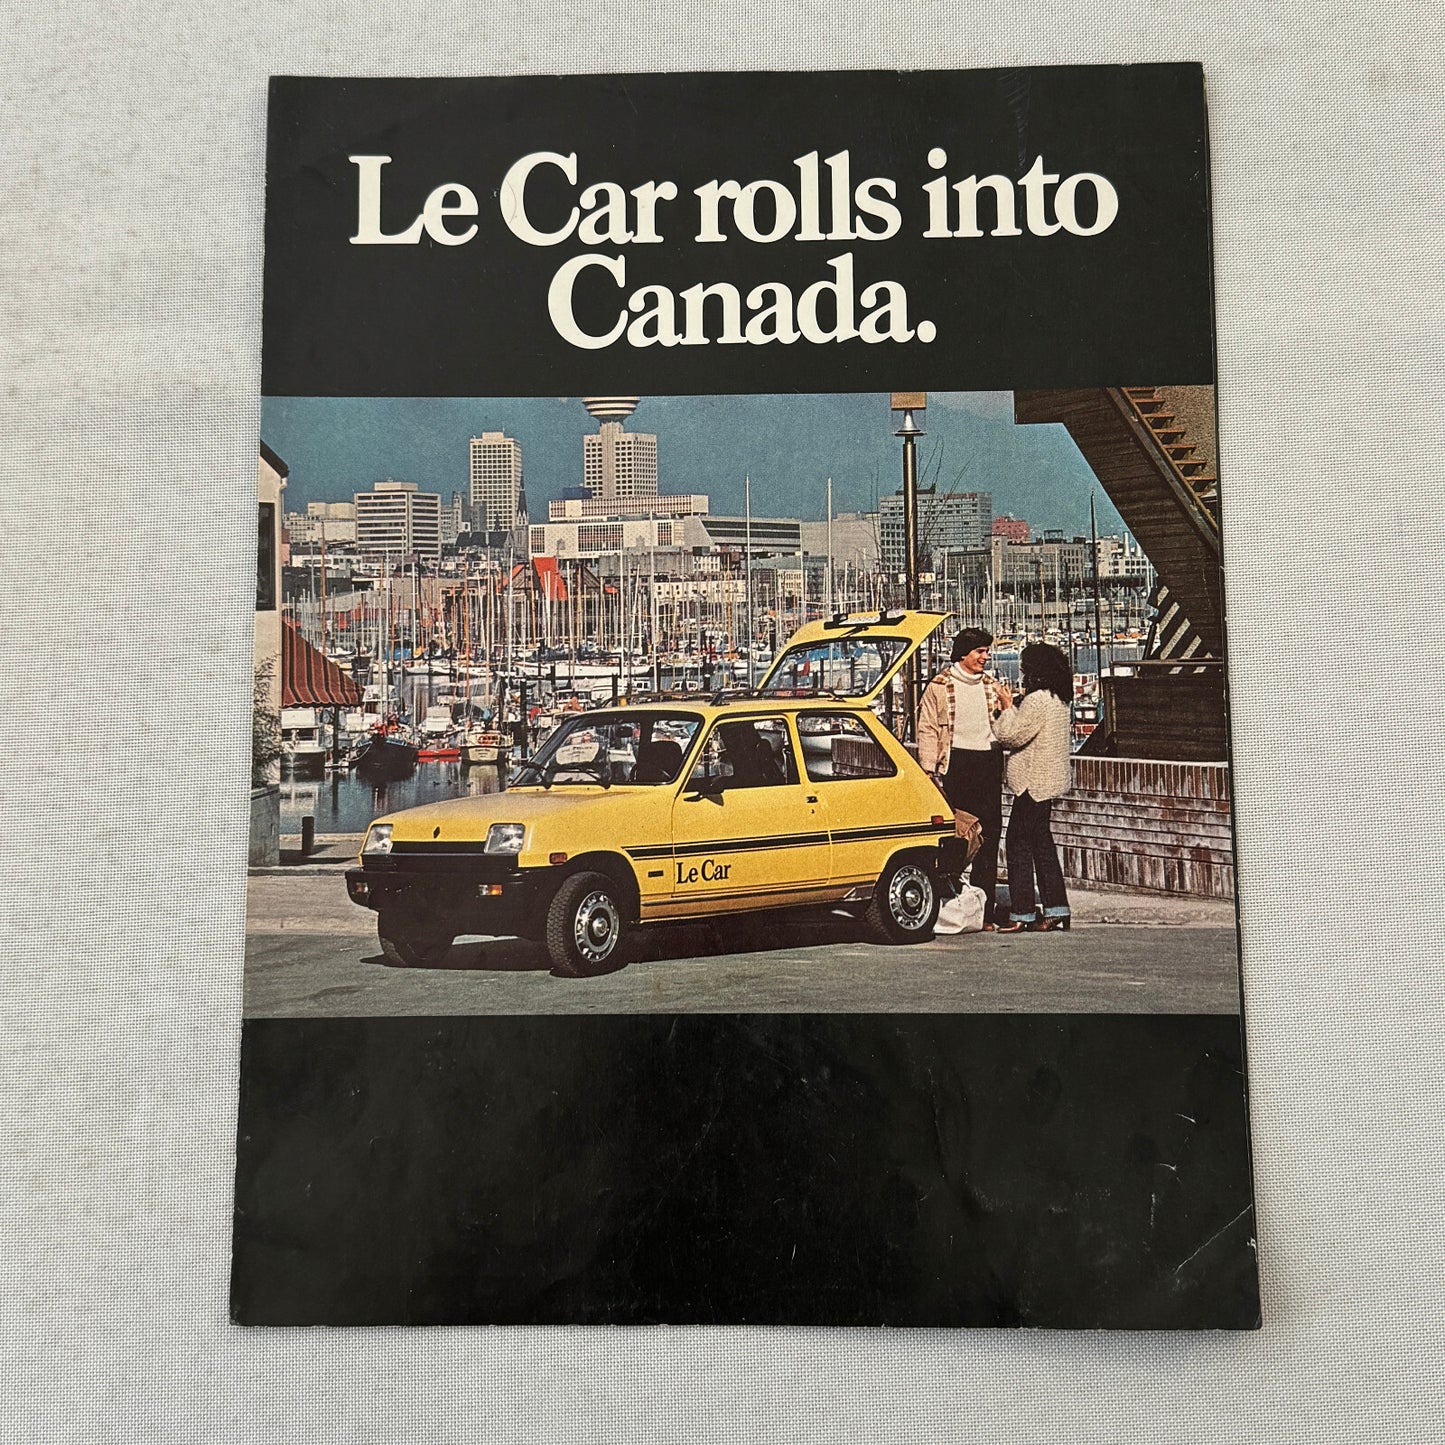 Le Car rolls into
Canada.
Le Car